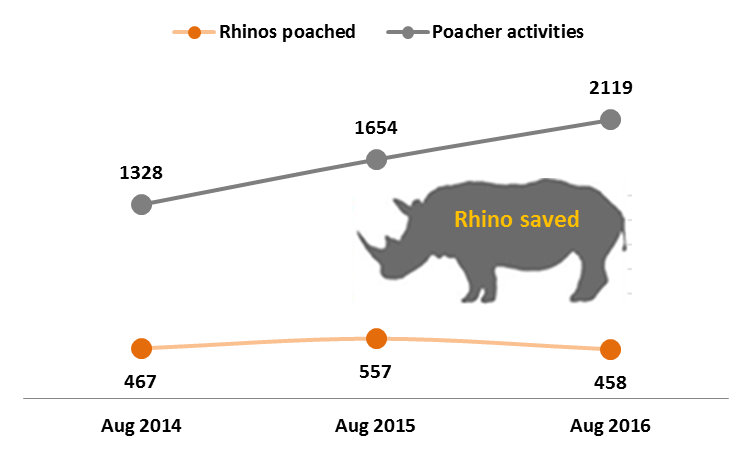 Rhinos poached Poacher activities
2119
1654
1328
Rhino saved
467
557
458
Aug 2014 Aug 2015 Aug 2016